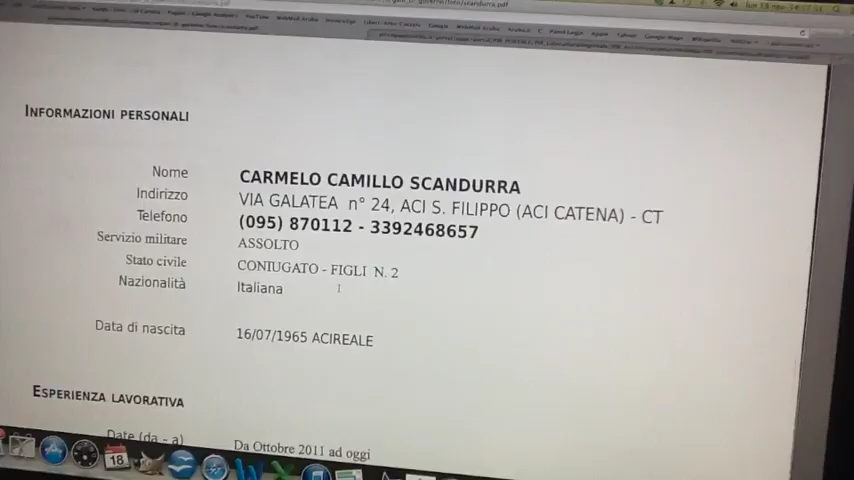 INFORMAZIONI PERSONALI
Nome CARMELO CAMILLO SCANDURRA
Indirizzo VIA GALATEA n° 24, ACI S. FILIPPO (ACI CATENA) - CT
Telefono (095) 870112 - 3392468657
Servizio militare ASSOLTO
Stato civile CONIUGATO - FIGLI N. 2
Nazionalità Italiana
Data di nascita 16/07/1965 ACIREALE
ESPERIENZA LAVORATIVA
Date (da - a) Da Ottobre 2011 ad oggi
18